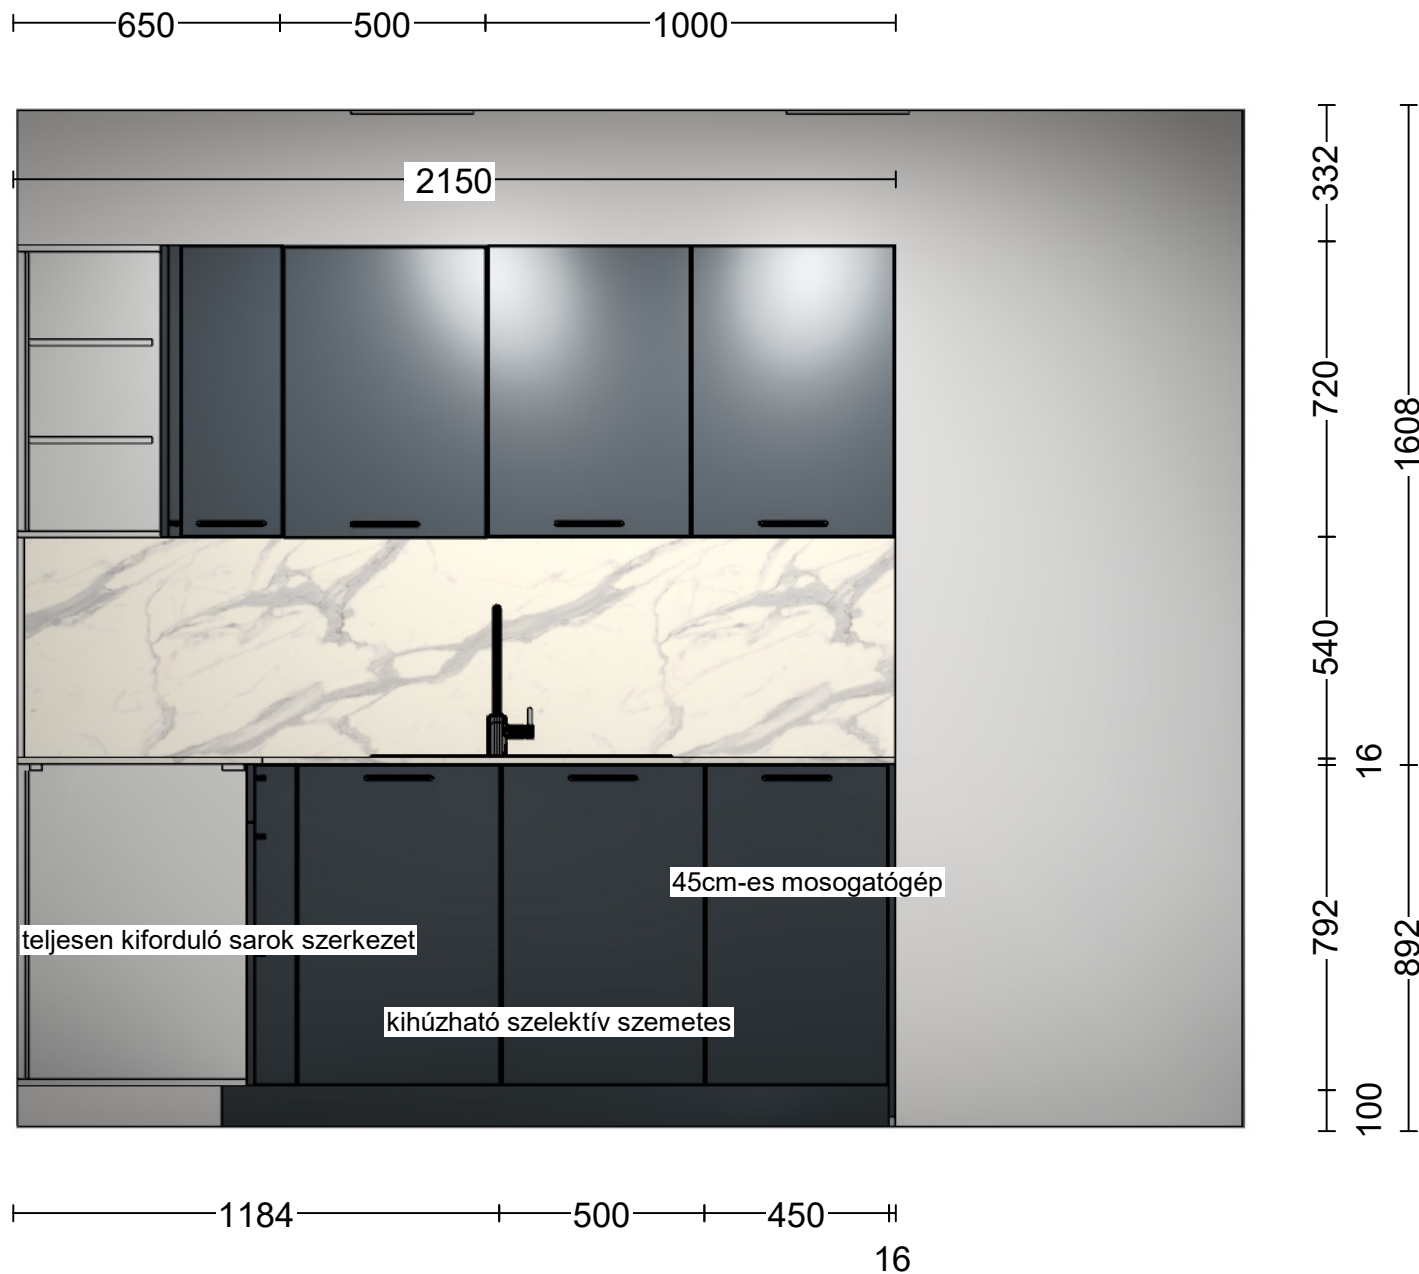 650 500 1000
2150
332
720
1608
540
16
45cm-es mosogatógép
792
892
teljesen kiforduló sarok szerkezet
kihúzható szelektív szemetes
100
1184 500 450
16